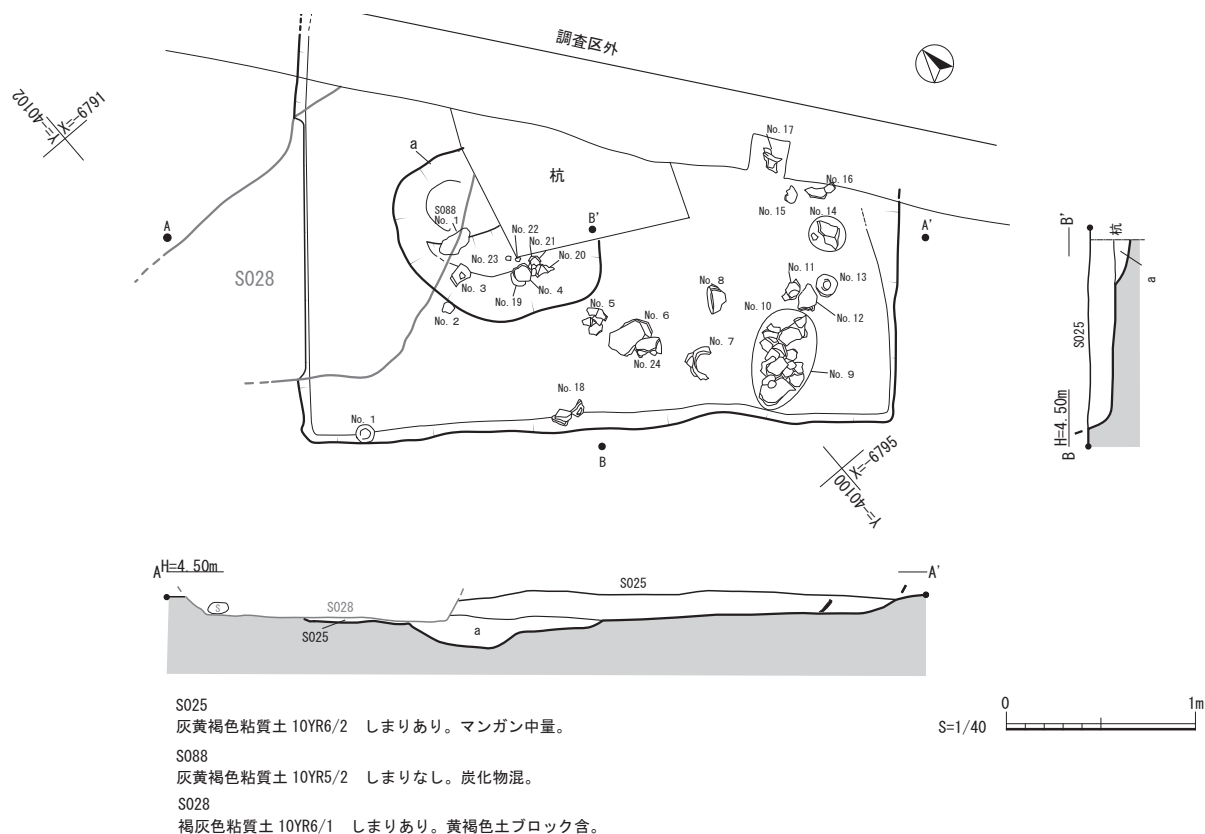 調査区外
Y=-40102
X=-6791
No. 17
a
杭
No. 16
No. 15
No. 14
S088
No. 1
No. 22
B'
No. 21
A
A'
No. 23
No. 20
No. 3
No. 19
No. 4
S028
No. 11
No. 13
No. 8
No. 10
No. 12
No. 2
No. 5
No. 6
No. 7
No. 24
No. 9
No. 18
No. 1
B
X=-6795
Y=-40100
B'
杭
a
S025
H=4.50m
B
A
H=4.50m
A'
S025
S
S028
S025
a
S025
灰黄褐色粘質土 10YR6/2 しまりあり。マンガン中量。
S088
灰黄褐色粘質土 10YR5/2 しまりなし。炭化物混。
S028
褐灰色粘質土 10YR6/1 しまりあり。黄褐色土ブロック含。
0
1m
S=1/40